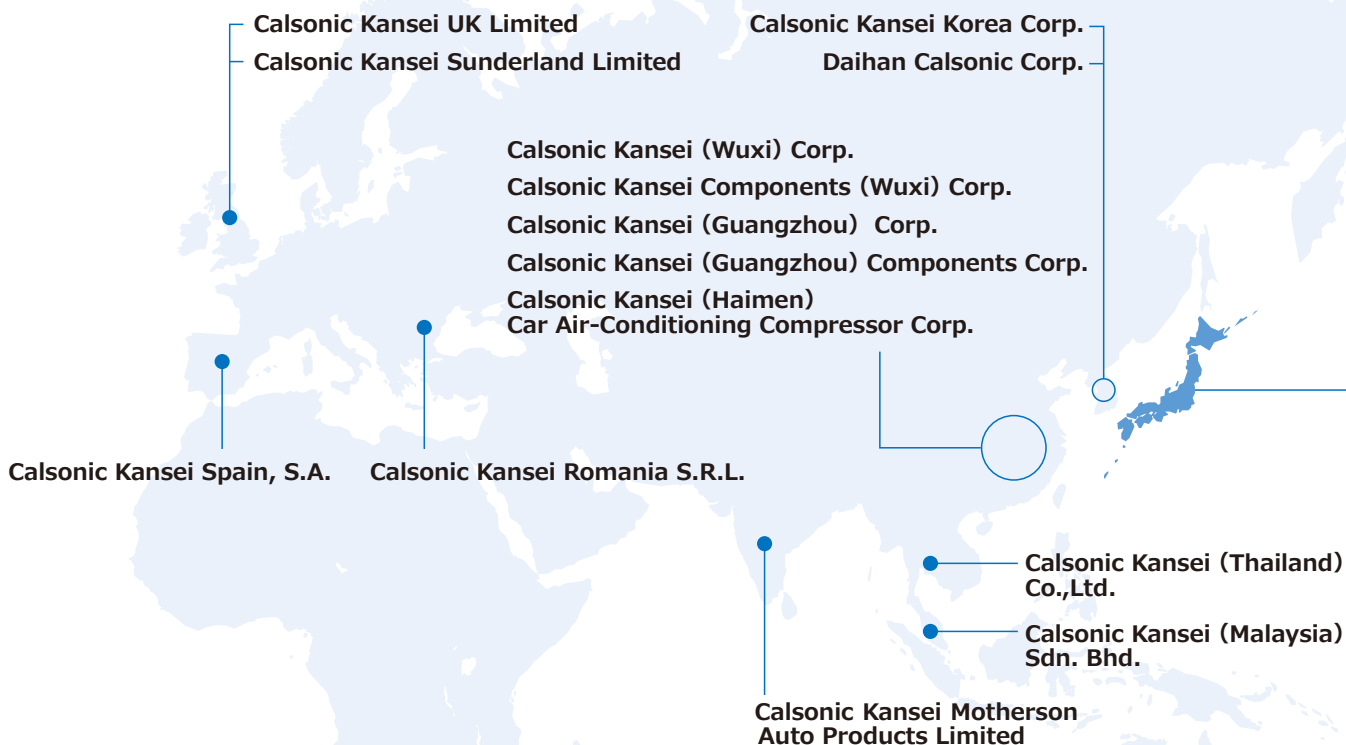 Calsonic Kansei UK Limited
Calsonic Kansei Sunderland Limited
Calsonic Kansei Korea Corp.
Daihan Calsonic Corp.
Calsonic Kansei（Wuxi）Corp.
Calsonic Kansei Components（Wuxi）Corp.
Calsonic Kansei（Guangzhou） Corp.
Calsonic Kansei（Guangzhou）Components Corp.
Calsonic Kansei（Haimen）
Car Air-Conditioning Compressor Corp.
Calsonic Kansei Spain, S.A.
Calsonic Kansei Romania S.R.L.
Calsonic Kansei（Thailand）
Co.,Ltd.
Calsonic Kansei（Malaysia）
Sdn. Bhd.
Calsonic Kansei Motherson
Auto Products Limited